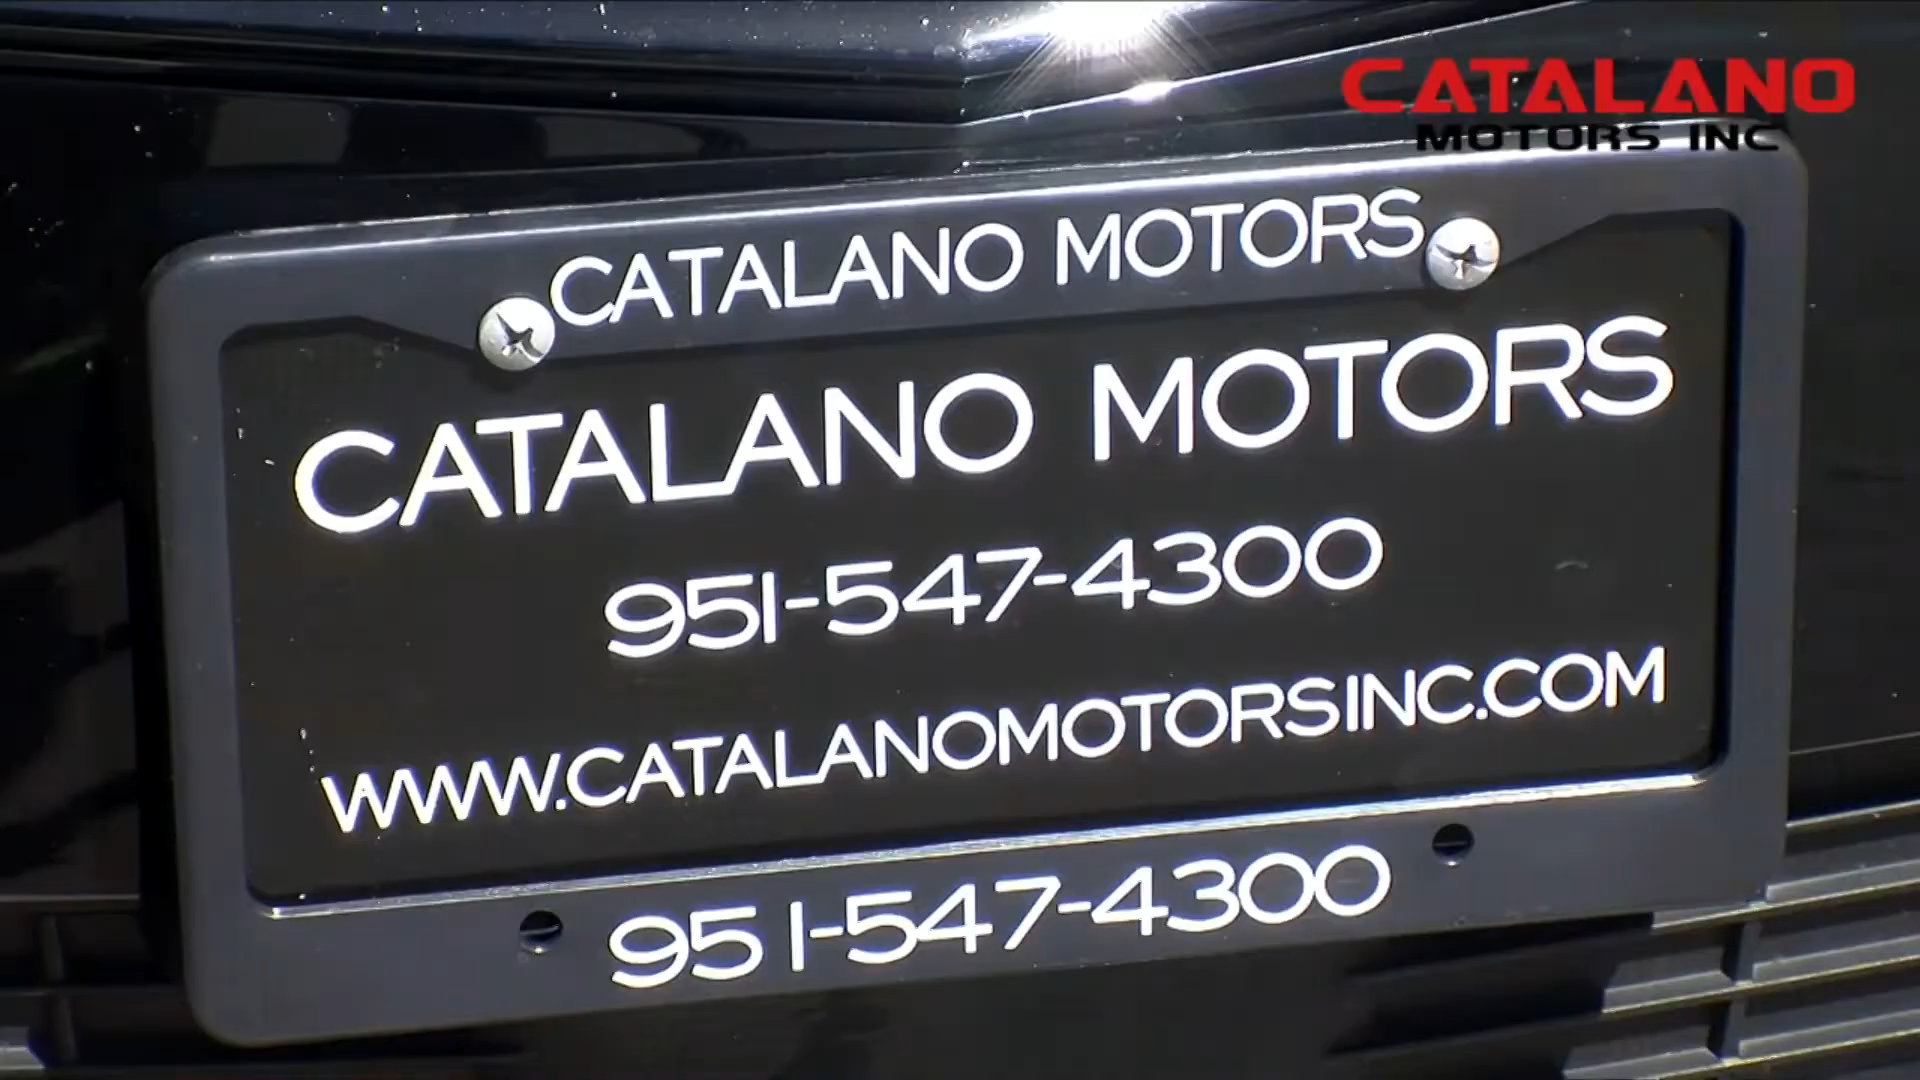 CATALANO
MOTORS INC
CATALANO MOTORS
CATALANO MOTORS
951-547-4300
WWW.CATALANOMOTORSINC.COM
951-547-4300